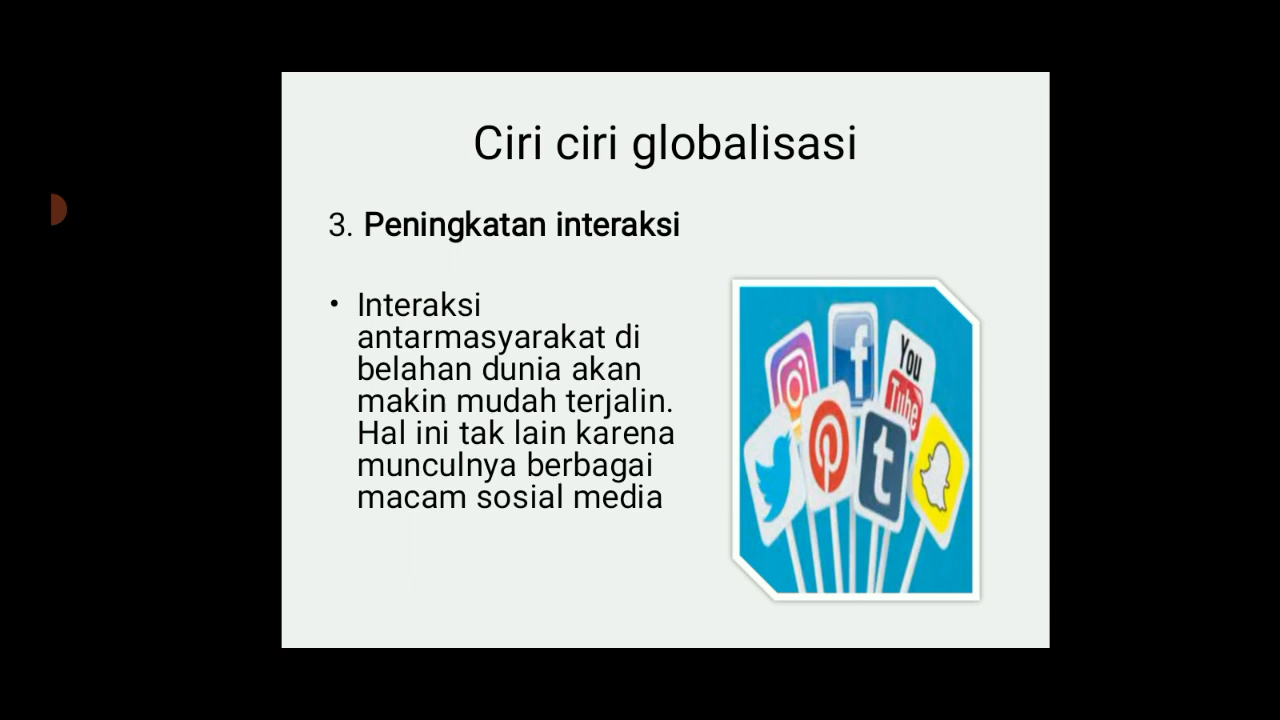 Ciri ciri globalisasi
3. Peningkatan interaksi
• Interaksi
antarmasyarakat di
belahan dunia akan
makin mudah terjalin.
Hal ini tak lain karena
munculnya berbagai
macam sosial media
f
You
Tube
t